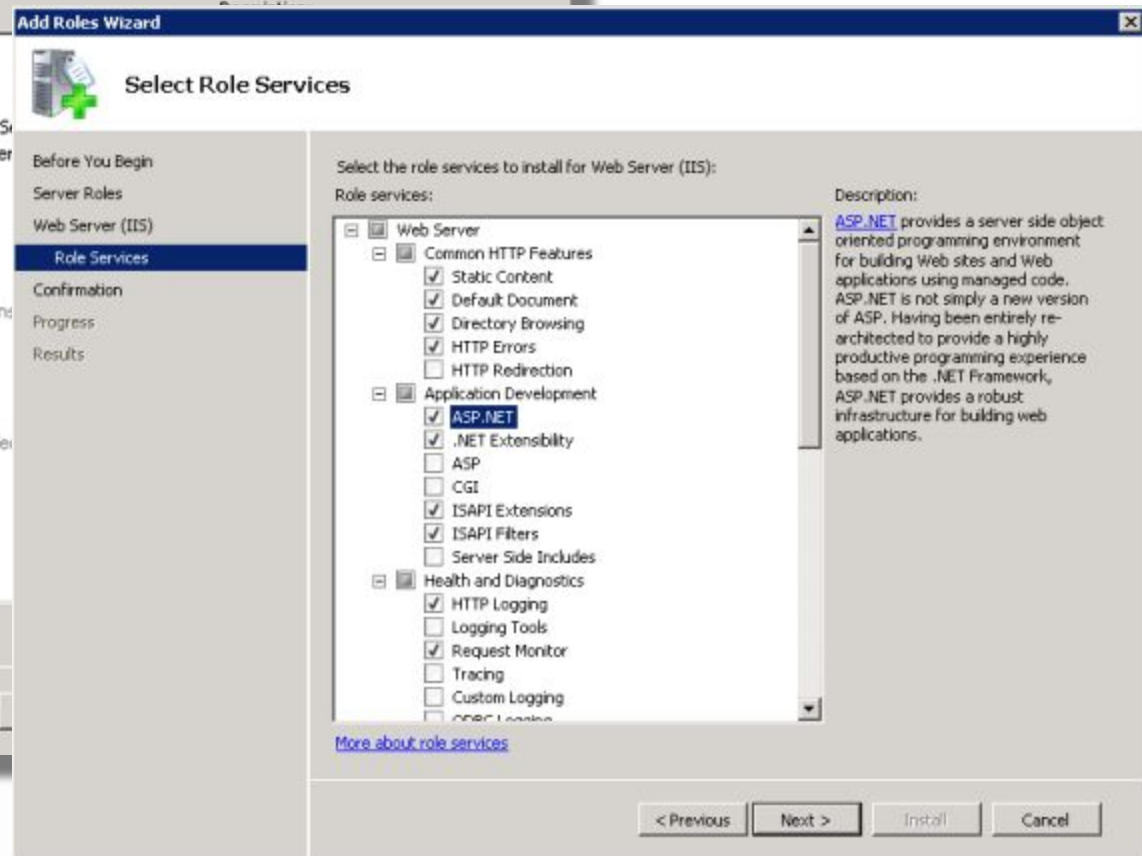 Add Roles Wizard
Select Role Services
Before You Begin
Server Roles
Web Server (IIS)
Role Services
Confirmation
Progress
Results
Select the role services to install for Web Server (IIS):
Role services:
Web Server
Common HTTP Features
Static Content
Default Document
Directory Browsing
HTTP Errors
HTTP Redirection
Application Development
ASP.NET
.NET Extensibility
ASP
CGI
ISAPI Extensions
ISAPI Filters
Server Side Includes
Health and Diagnostics
HTTP Logging
Logging Tools
Request Monitor
Tracing
Custom Logging
More about role services
Description:
ASP.NET provides a server side object
oriented programming environment
for building Web sites and Web
applications using managed code.
ASP.NET is not simply a new version
of ASP. Having been entirely re-
architected to provide a highly
productive programming experience
based on the .NET Framework,
ASP.NET provides a robust
infrastructure for building web
applications.
< Previous
Next >
Install
Cancel